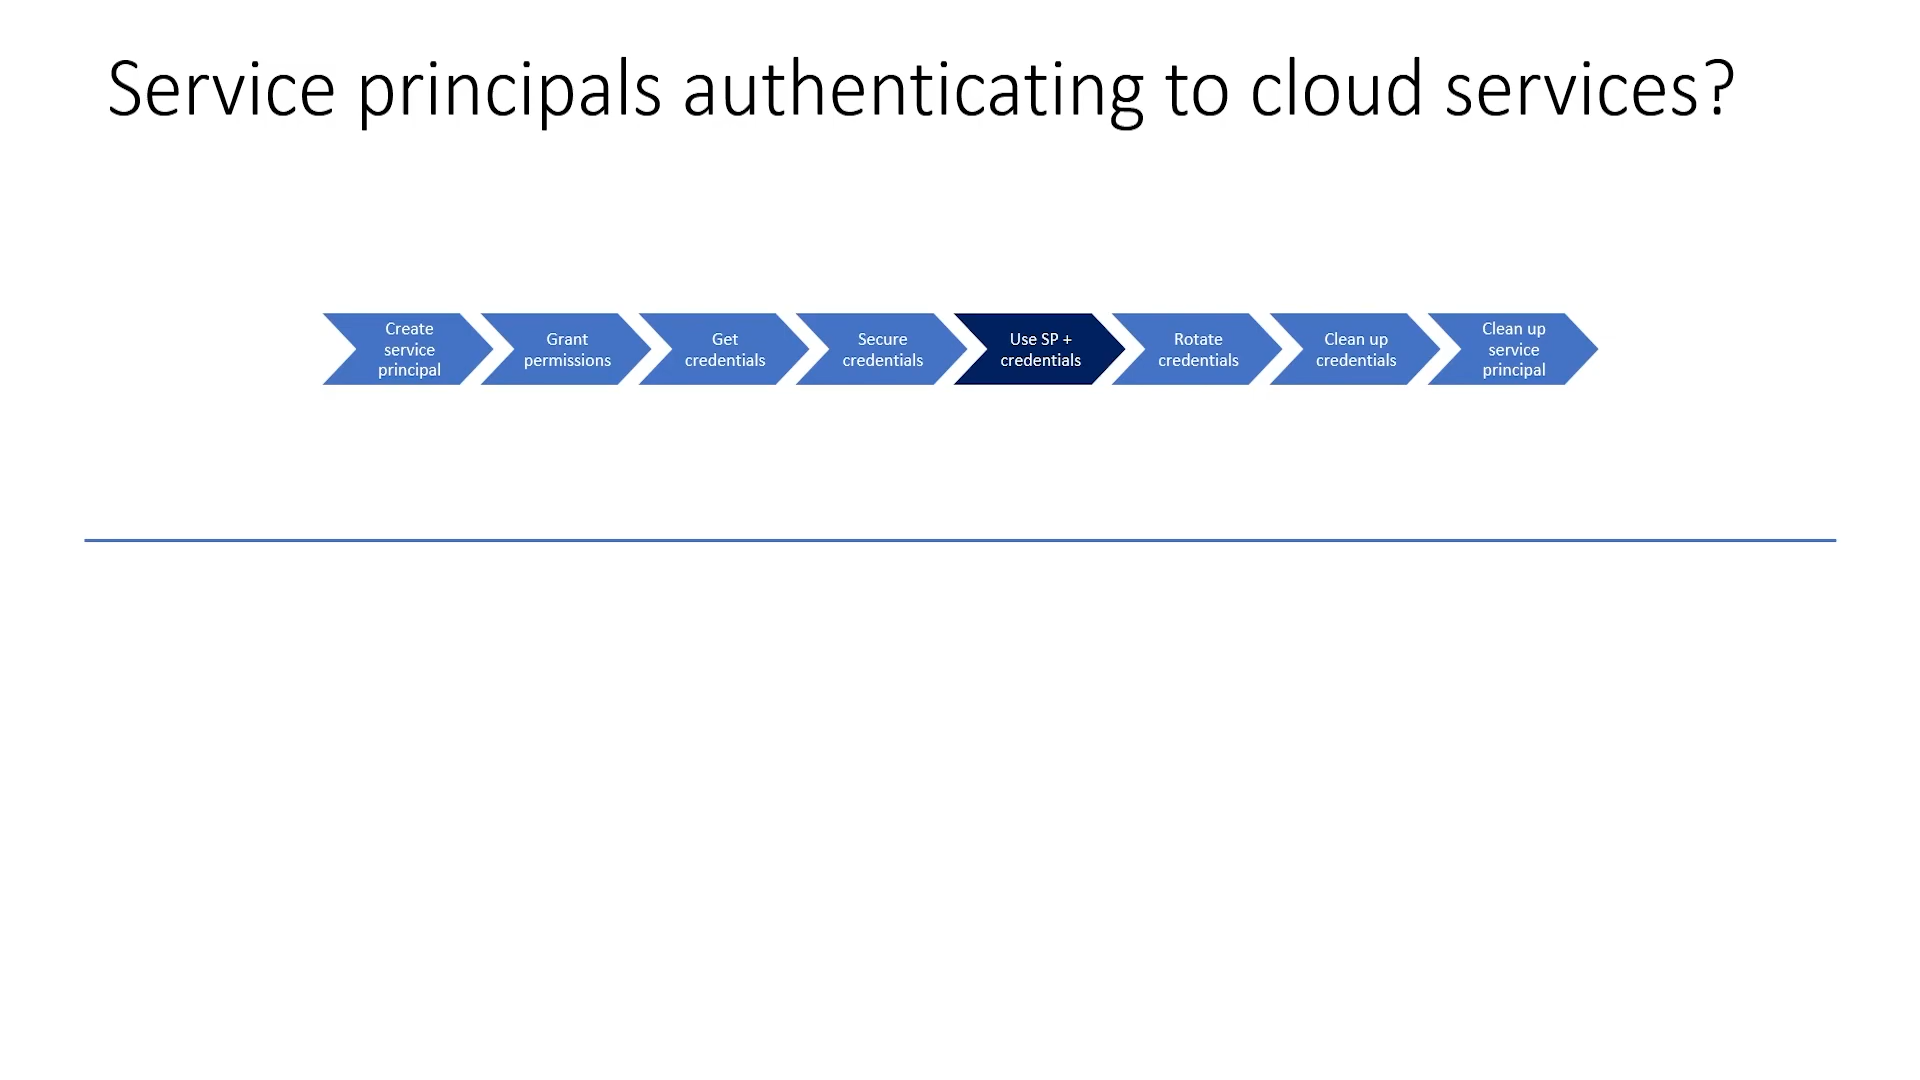 Service principals authenticating to cloud services?
Create
service
principal
Grant
permissions
Get
credentials
Secure
credentials
Use SP +
credentials
Rotate
credentials
Clean up
credentials
Clean up
service
principal